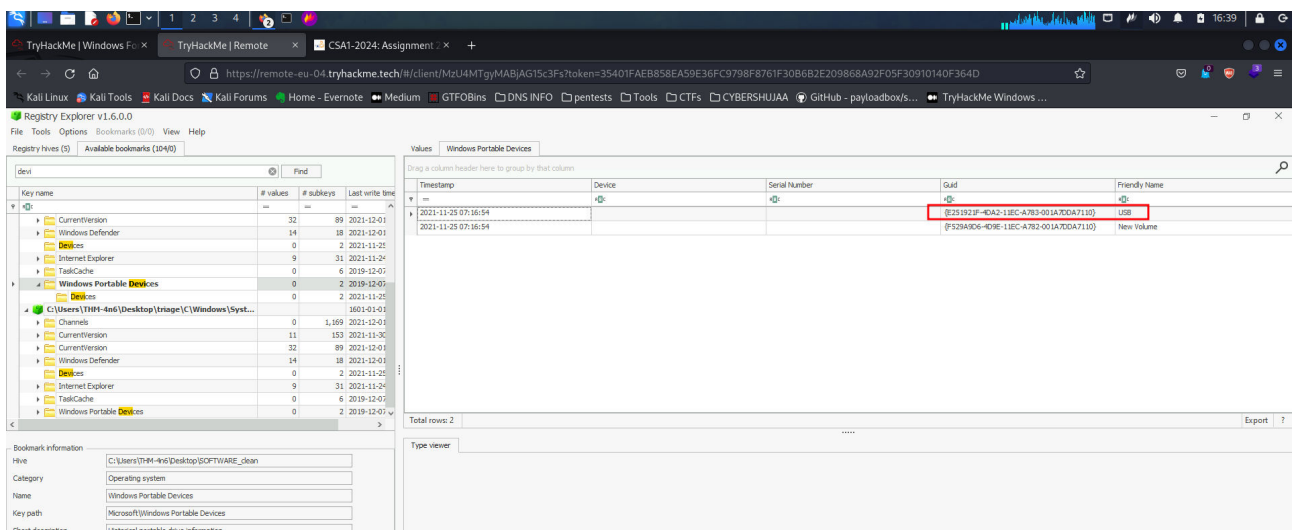 1 2 3 4
2
16:39
TryHackMe | Windows Fo
TryHackMe | Remote
CSA1-2024: Assignment 2
https://remote-eu-04.tryhackme.tech/#/client/MzU4MTgyMABjAG15c3Fs?token=35401FAEB858EA59E36FC9798F8761F30B6B2E209868A92F05F30910140F364D
Kali Linux Kali Tools Kali Docs Kali Forums Home - Evernote Medium GTFOBins DNS INFO pentests Tools CTFs CYBERSHUJAA GitHub - payloadbox/s... TryHackMe Windows ...
Registry Explorer v1.6.0.0
File Tools Options Bookmarks (0/0) View Help
Registry hives (5) Available bookmarks (104/0)
Values Windows Portable Devices
Drag a column header here to group by that column
devi Find
Key name # values # subkeys Last write time
Timestamp Device Serial Number Guid Friendly Name
2021-11-25 07:16:54 {E251921F-4DA2-11EC-A783-001A7DDA7110} USB
2021-11-25 07:16:54 {F529A9D6-4D9E-11EC-A782-001A7DDA7110} New Volume
CurrentVersion 32 89 2021-12-01
Windows Defender 14 18 2021-12-01
Devices 0 2 2021-11-25
Internet Explorer 9 31 2021-11-24
TaskCache 0 6 2019-12-07
Windows Portable Devices 0 2 2019-12-07
Devices 0 2 2021-11-25
C:\Users\THM-4n6\Desktop\triage\C\Windows\Syst... 1601-01-01
Channels 0 1,169 2021-12-01
CurrentVersion 11 153 2021-11-30
CurrentVersion 32 89 2021-12-01
Windows Defender 14 18 2021-12-01
Devices 0 2 2021-11-25
Internet Explorer 9 31 2021-11-24
TaskCache 0 6 2019-12-07
Windows Portable Devices 0 2 2019-12-07
Total rows: 2 Export ?
Type viewer
Bookmark information
Hive C:\Users\THM-4n6\Desktop\SOFTWARE_clean
Category Operating system
Name Windows Portable Devices
Key path Microsoft\Windows Portable Devices